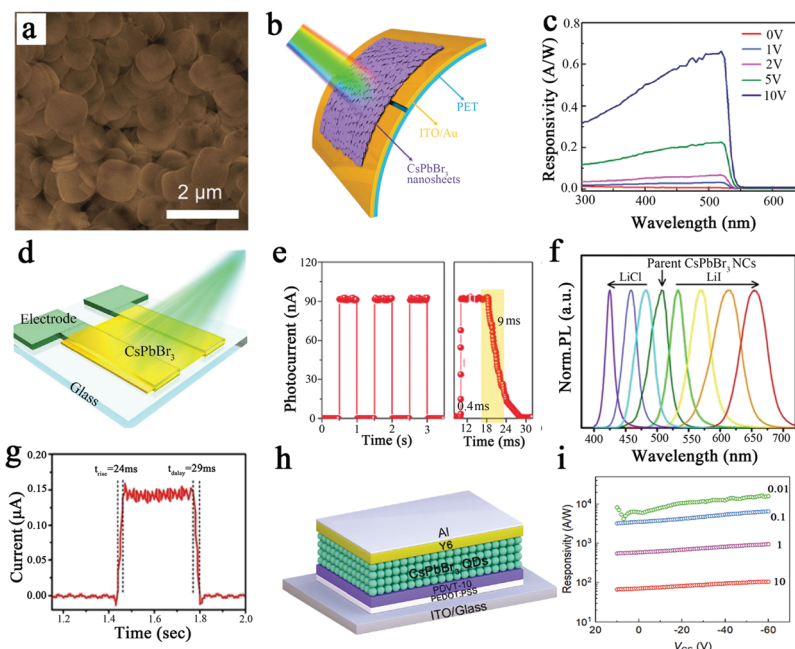 a
2 μm
b
PET
ITO/Au
CsPbBr3
nanosheets
c
Responsivity (A/W)
0.8
0.6
0.4
0.2
0.0
300 400 500 600
Wavelength (nm)
0V
1V
2V
5V
10V
d
Electrode
CsPbBr3
Glass
e
Photocurrent (nA)
120
90
60
30
0
0 1 2 3
Time (s)
9 ms
0.4ms
12 18 24 30
Time (ms)
f
Parent CsPbBr3 NCs
LiCl LiI
Norm.PL (a.u.)
400 450 500 550 600 650 700
Wavelength (nm)
g
trise=24ms tdalay=29ms
Current (μA)
0.20
0.15
0.10
0.05
0.00
1.2 1.4 1.6 1.8 2.0
Time (sec)
h
Al
Y6
CsPbBr3 QDs
PDVT-10
PEDOT:PSS
ITO/Glass
i
Responsivity (A/W)
10⁴
10³
10²
10¹
0.01
0.1
1
10
20 0 -20 -40 -60
(V)